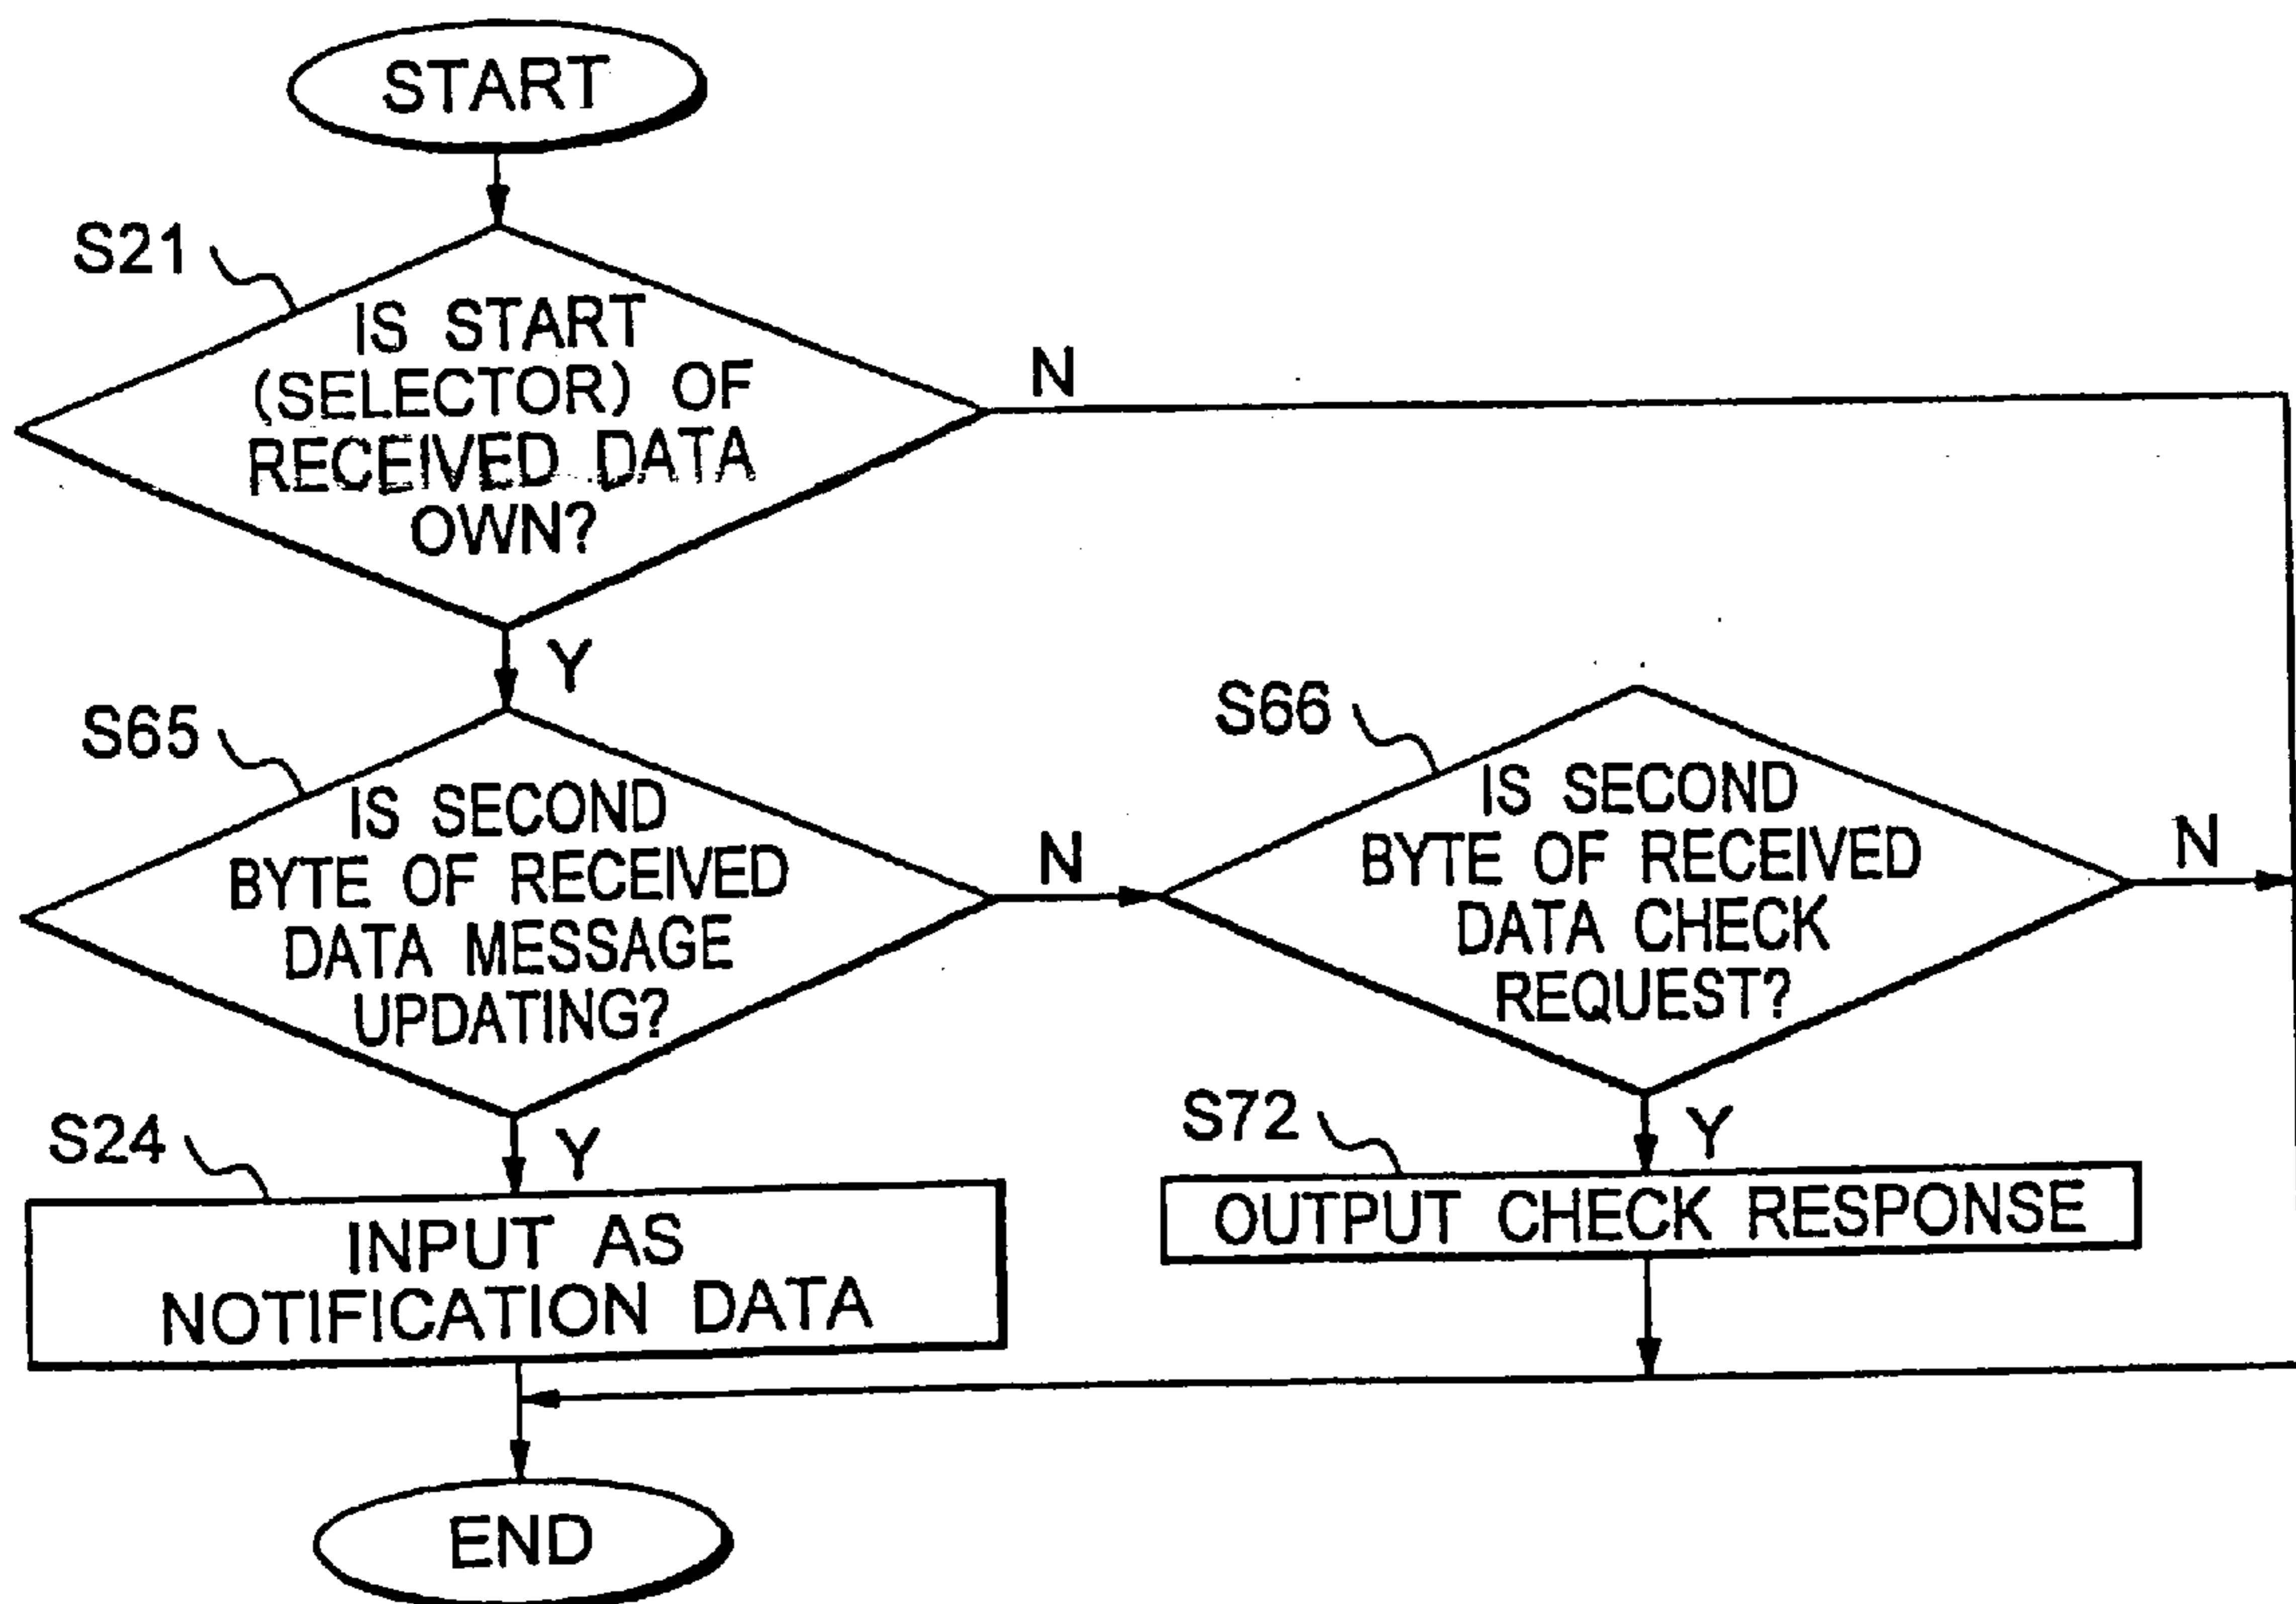 START
S21
IS START
(SELECTOR) OF
RECEIVED DATA
OWN?
N
Y
S65
IS SECOND
BYTE OF RECEIVED
DATA MESSAGE
UPDATING?
N
S66
IS SECOND
BYTE OF RECEIVED
DATA CHECK
REQUEST?
N
Y
S24
INPUT AS
NOTIFICATION DATA
Y
S72
OUTPUT CHECK RESPONSE
END